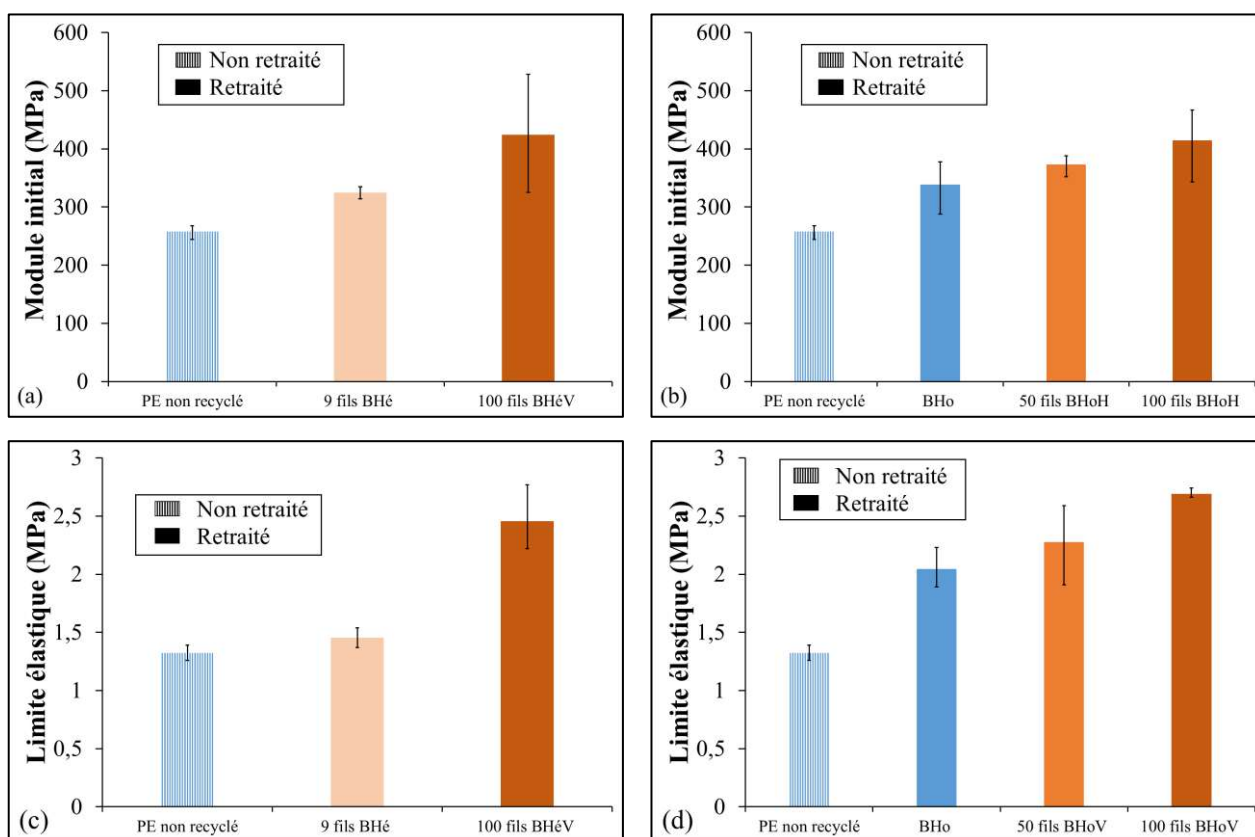 Module initial (MPa)
600
500
400
300
200
100
0
Non retraité
Retraité
(a)
PE non recyclé
9 fils BHé
100 fils BHéV
Module initial (MPa)
600
500
400
300
200
100
0
Non retraité
Retraité
(b)
PE non recyclé
BHo
50 fils BHoH
100 fils BHoH
Limite élastique (MPa)
3
2,5
2
1,5
1
0,5
0
Non retraité
Retraité
(c)
PE non recyclé
9 fils BHé
100 fils BHéV
Limite élastique (MPa)
3
2,5
2
1,5
1
0,5
0
Non retraité
Retraité
(d)
PE non recyclé
BHo
50 fils BHoV
100 fils BHoV